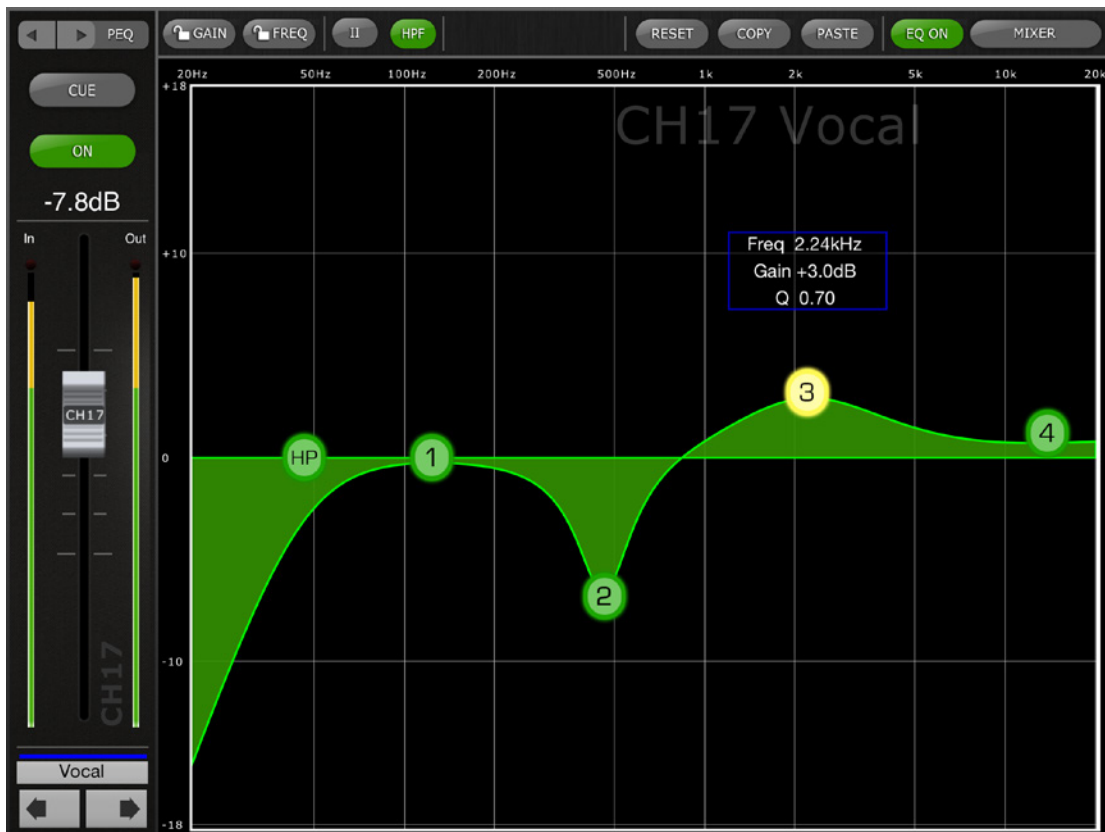 PEQ GAIN FREQ II HPF RESET COPY PASTE EQ ON MIXER
20Hz 50Hz 100Hz 200Hz 500Hz 1k 2k 5k 10k 20k
+18
CUE
CH17 Vocal
ON
-7.8dB
In Out
+10
Freq 2.24kHz
Gain +3.0dB
Q 0.70
3
CH17
4
0
HP 1
2
-10
CH17
Vocal
-18